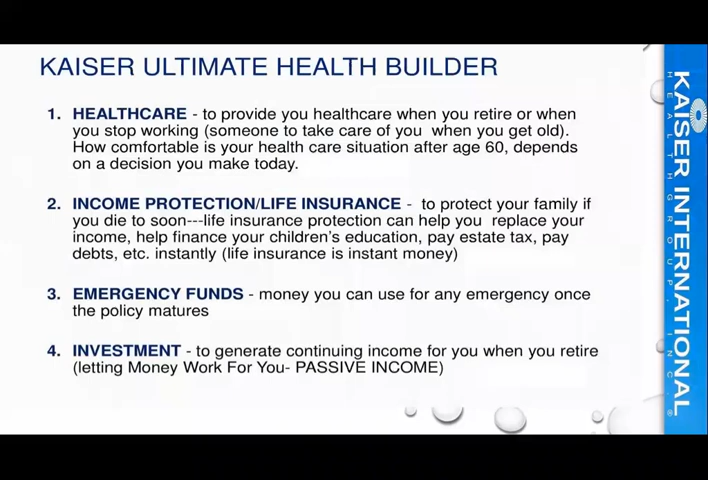 KAISER ULTIMATE HEALTH BUILDER
1. HEALTHCARE - to provide you healthcare when you retire or when
you stop working (someone to take care of you when you get old).
How comfortable is your health care situation after age 60, depends
on a decision you make today.
2. INCOME PROTECTION/LIFE INSURANCE - to protect your family if
you die to soon---life insurance protection can help you replace your
income, help finance your children's education, pay estate tax, pay
debts, etc. instantly (life insurance is instant money)
3. EMERGENCY FUNDS - money you can use for any emergency once
the policy matures
4. INVESTMENT - to generate continuing income for you when you retire
(letting Money Work For You- PASSIVE INCOME)
KAISER INTERNATIONAL
HEALTH GROUP, INC.®